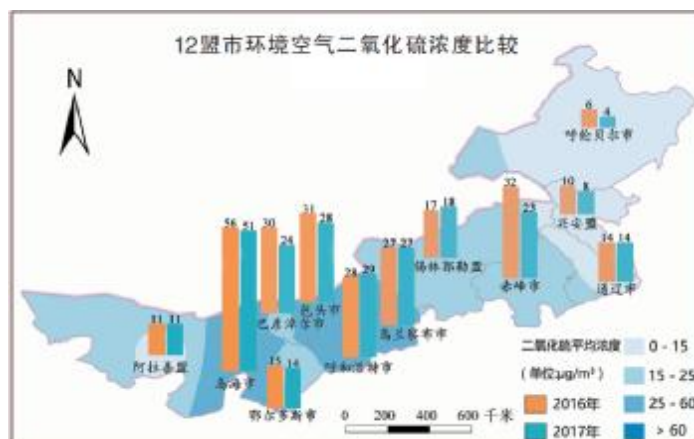 12盟市环境空气二氧化硫浓度比较
N
6
4
呼伦贝尔市
10
8
兴安盟
32
23
赤峰市
17
18
锡林郭勒盟
14
14
通辽市
31
28
包头市
30
24
巴彦淖尔市
56
51
乌海市
27
27
乌兰察布市
28
29
呼和浩特市
11
11
阿拉善盟
15
14
鄂尔多斯市
二氧化硫平均浓度
(单位:μg/m³)
2016年
2017年
0 - 15
15 - 25
25 - 60
> 60
0 200 400 600 千米